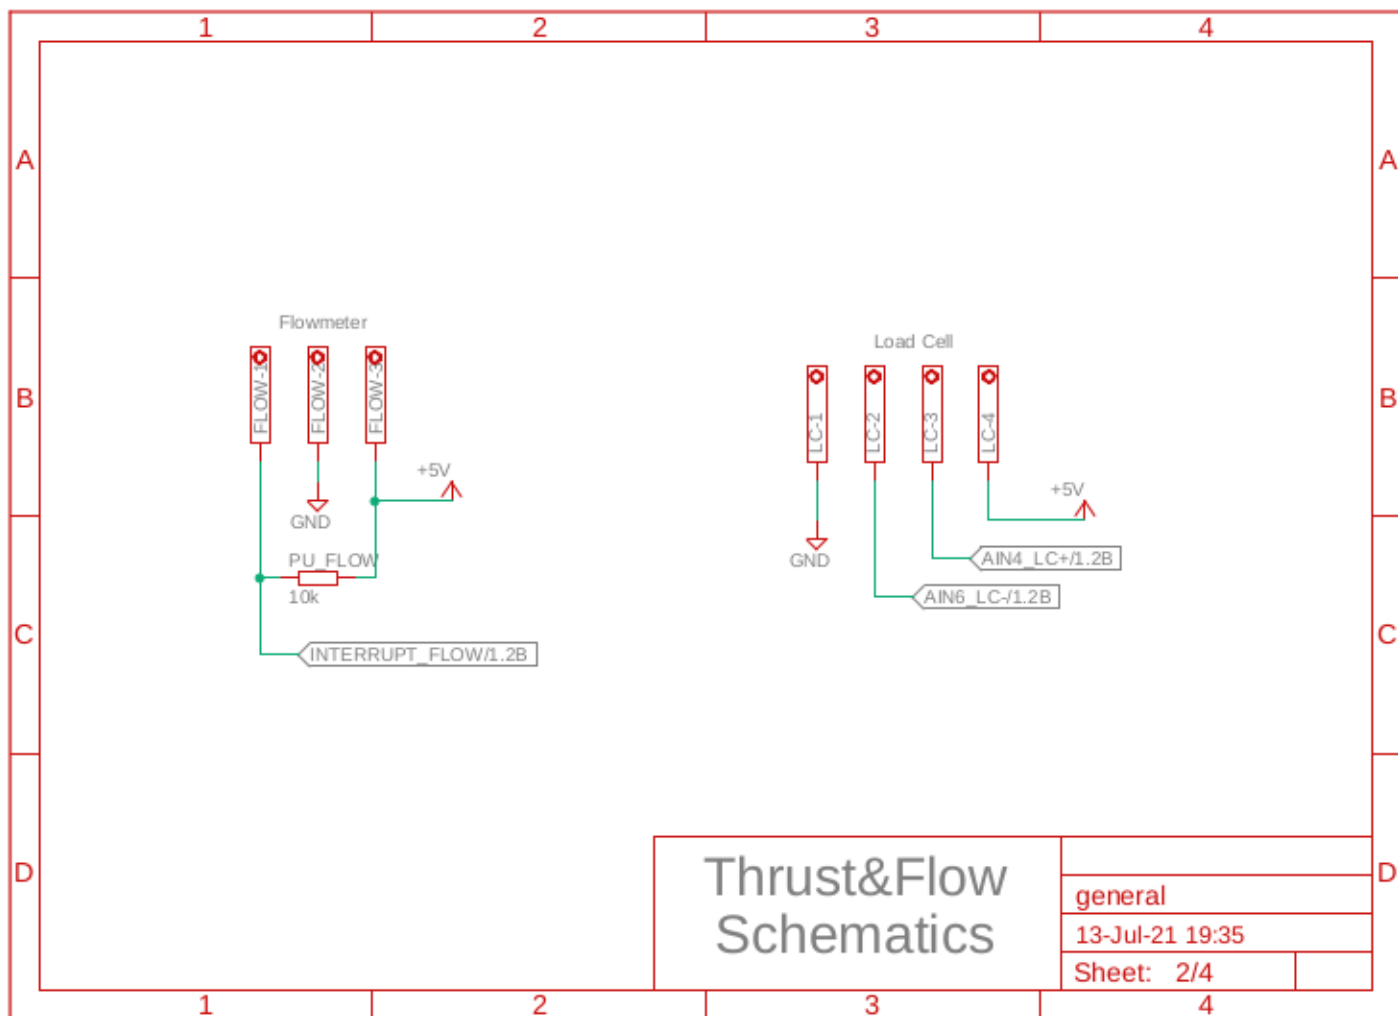 1 2 3 4
A A
Flowmeter
Load Cell
FLOW-1 FLOW-2 FLOW-3
B B
LC-1 LC-2 LC-3 LC-4
+5V
+5V
GND
GND
PU_FLOW
AIN4_LC+/1.2B
10k
AIN6_LC-/1.2B
C C
INTERRUPT_FLOW/1.2B
Thrust&Flow
Schematics
D D
general
13-Jul-21 19:35
Sheet: 2/4
1 2 3 4